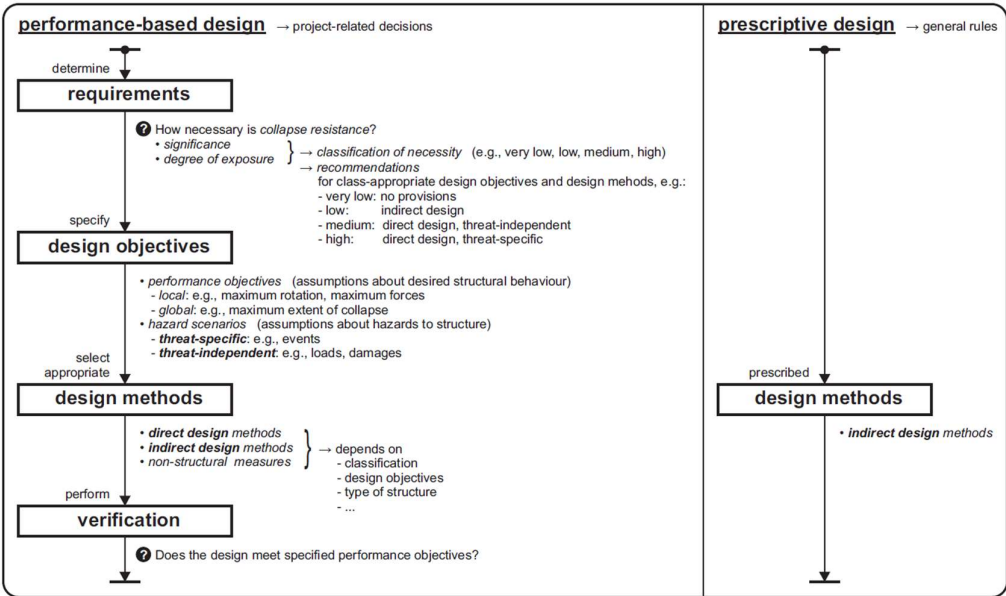 performance-based design → project-related decisions
determine
requirements
? How necessary is collapse resistance?
• significance
• degree of exposure
→ classification of necessity (e.g., very low, low, medium, high)
→ recommendations
for class-appropriate design objectives and design mehods, e.g.:
- very low: no provisions
- low: indirect design
- medium: direct design, threat-independent
- high: direct design, threat-specific
specify
design objectives
• performance objectives (assumptions about desired structural behaviour)
- local: e.g., maximum rotation, maximum forces
- global: e.g., maximum extent of collapse
• hazard scenarios (assumptions about hazards to structure)
- threat-specific: e.g., events
- threat-independent: e.g., loads, damages
select
appropriate
design methods
• direct design methods
• indirect design methods
• non-structural measures
→ depends on
- classification
- design objectives
- type of structure
- ...
perform
verification
? Does the design meet specified performance objectives?
prescriptive design → general rules
prescribed
design methods
• indirect design methods